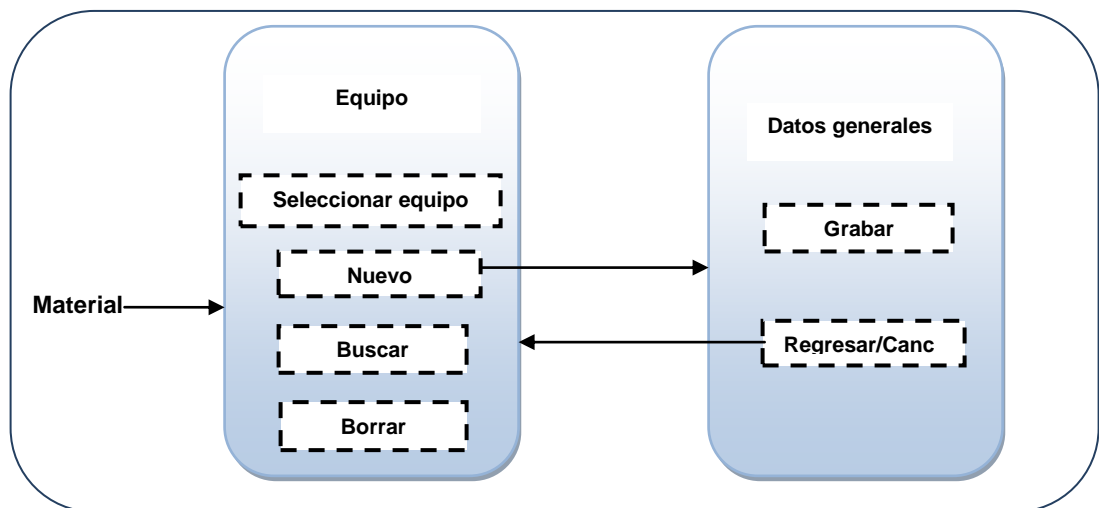 Equipo
Datos generales
Seleccionar equipo
Grabar
Nuevo
Material
Buscar
Regresar/Canc
Borrar